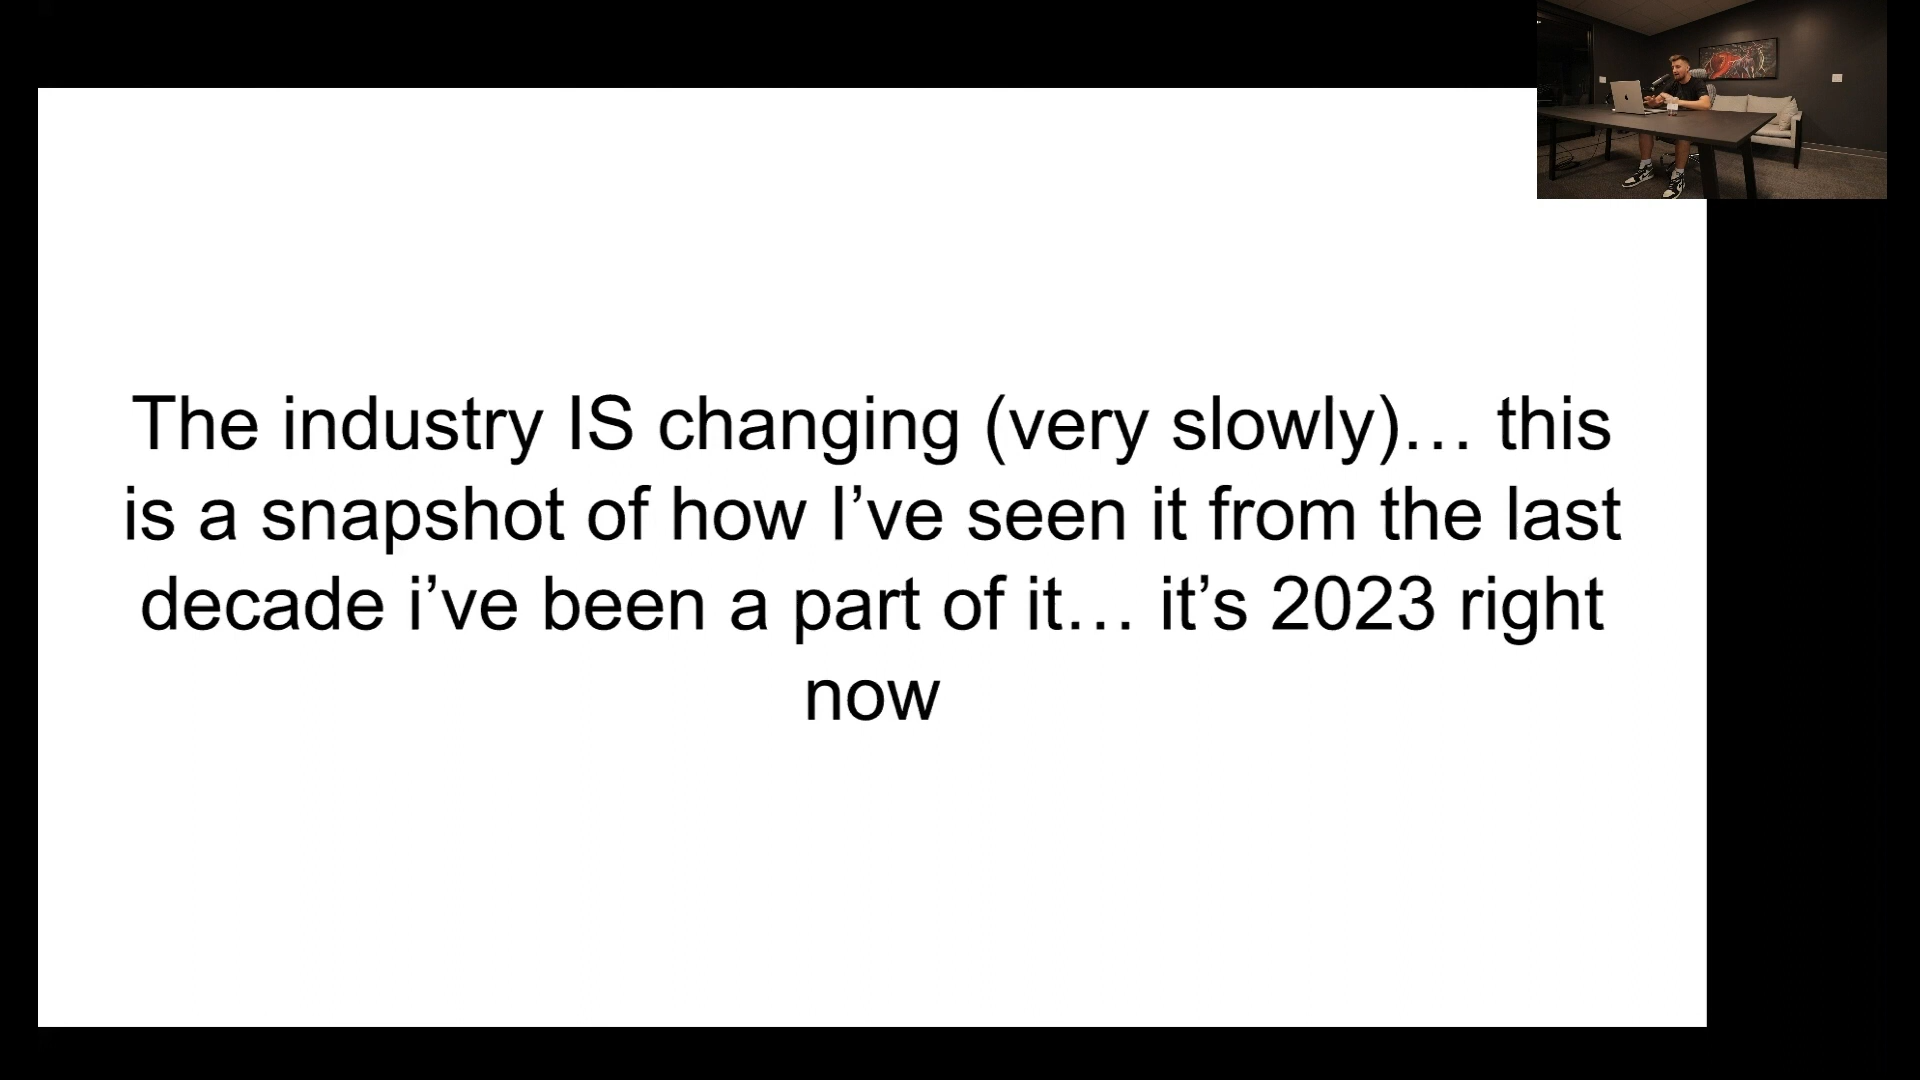 The industry IS changing (very slowly)… this
is a snapshot of how I’ve seen it from the last
decade i’ve been a part of it… it’s 2023 right
now